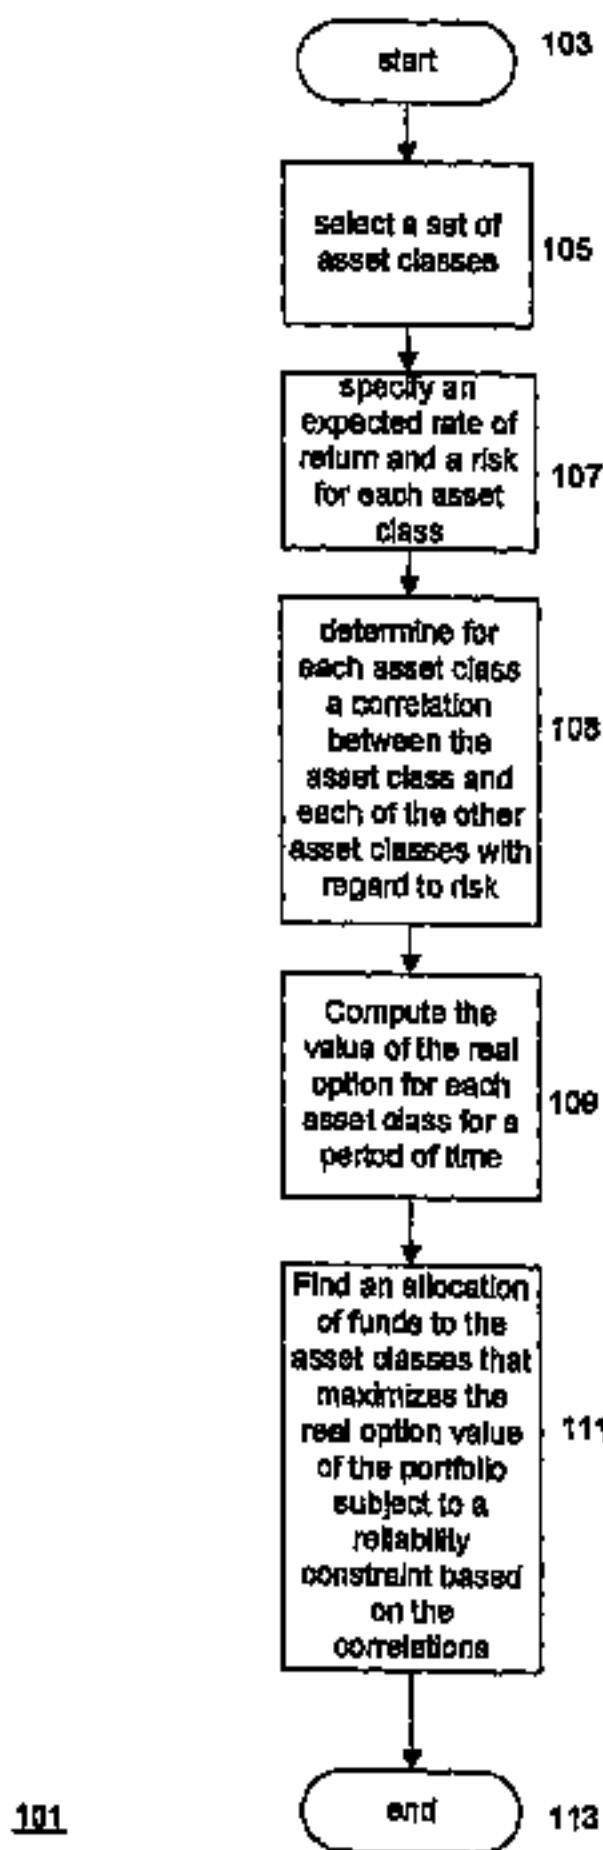 start
103
select a set of
asset classes
105
specify an
expected rate of
return and a risk
for each asset
class
107
determine for
each asset class
a correlation
between the
asset class and
each of the other
asset classes with
regard to risk
108
Compute the
value of the real
option for each
asset class for a
period of time
109
Find an allocation
of funds to the
asset classes that
maximizes the
real option value
of the portfolio
subject to a
reliability
constraint based
on the
correlations
111
end
113
101